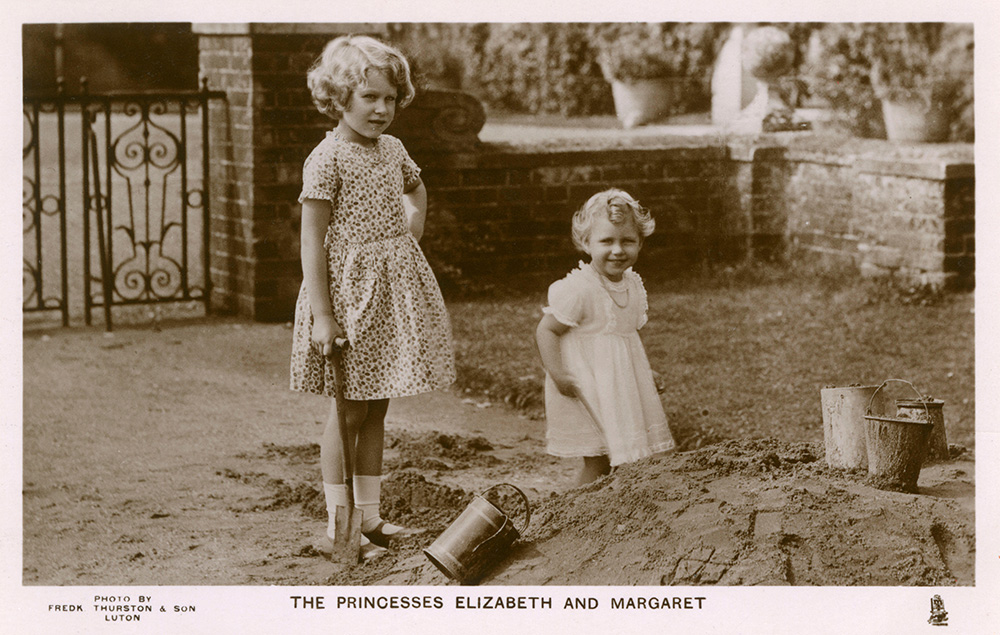 PHOTO BY
FREDK THURSTON & SON
LUTON
THE PRINCESSES ELIZABETH AND MARGARET